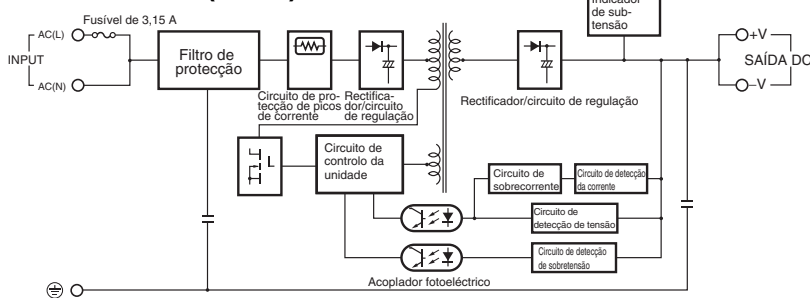 Indicador
de sub-
tensão
Fusível de 3,15 A
AC(L)
INPUT
AC(N)
Filtro de
protecção
+V
SAÍDA DC
–V
Circuito de pro-
tecção de picos
de corrente
Rectifica-
dor/circuito
de regulação
Rectificador/circuito de regulação
L
Circuito de
controlo da
unidade
Circuito de
sobrecorrente
Circuito de detecção
da corrente
Circuito de
detecção de tensão
Circuito de detecção
de sobretensão
Acoplador fotoeléctrico